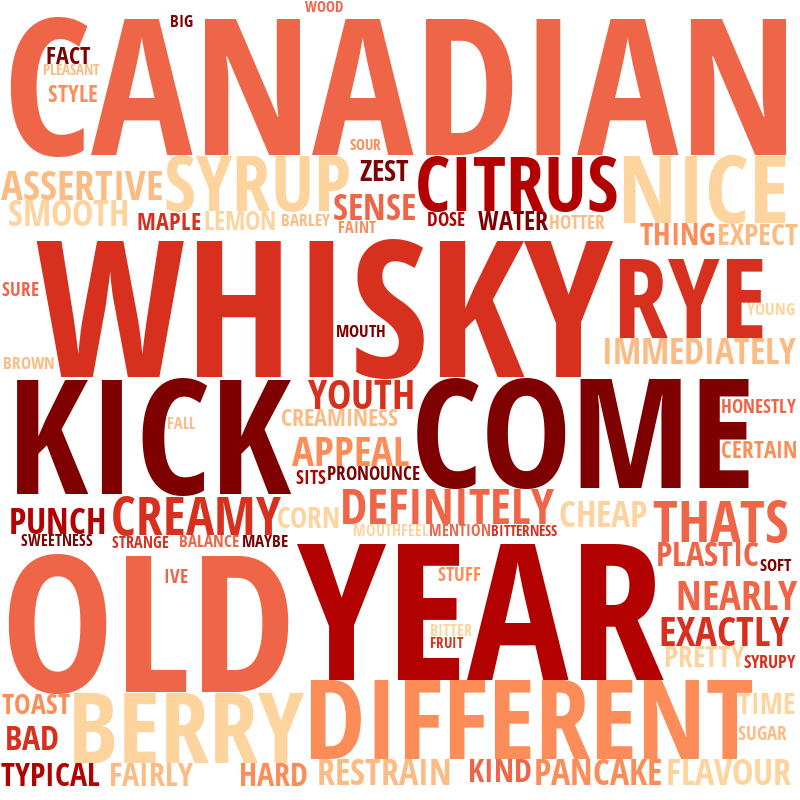 WOOD
BIG
CANADIAN
FACT
PLEASANT
STYLE
SOUR
ASSERTIVE SYRUP ZEST CITRUS NICE
SMOOTH MAPLE LEMON BARLEY SENSE DOSE WATER HOTTER
FAINT
THING EXPECT
WHISKY RYE
SURE
YOUNG
MOUTH
IMMEDIATELY
BROWN
KICK YOUTH COME
HONESTLY
FALL CREAMINESS
APPEAL
CERTAIN
SITS PRONOUNCE
PUNCH CREAMY CORN DEFINITELY CHEAP THATS
MOUTHFEEL MENTION BITTERNESS
SWEETNESS STRANGE BALANCE MAYBE
PLASTIC SOFT
OLD YEAR
IVE
STUFF
NEARLY
BITTER
FRUIT
EXACTLY
PRETTY SYRUPY
TOAST BERRY DIFFERENT TIME
BAD
SUGAR
TYPICAL FAIRLY HARD RESTRAIN KIND PANCAKE FLAVOUR